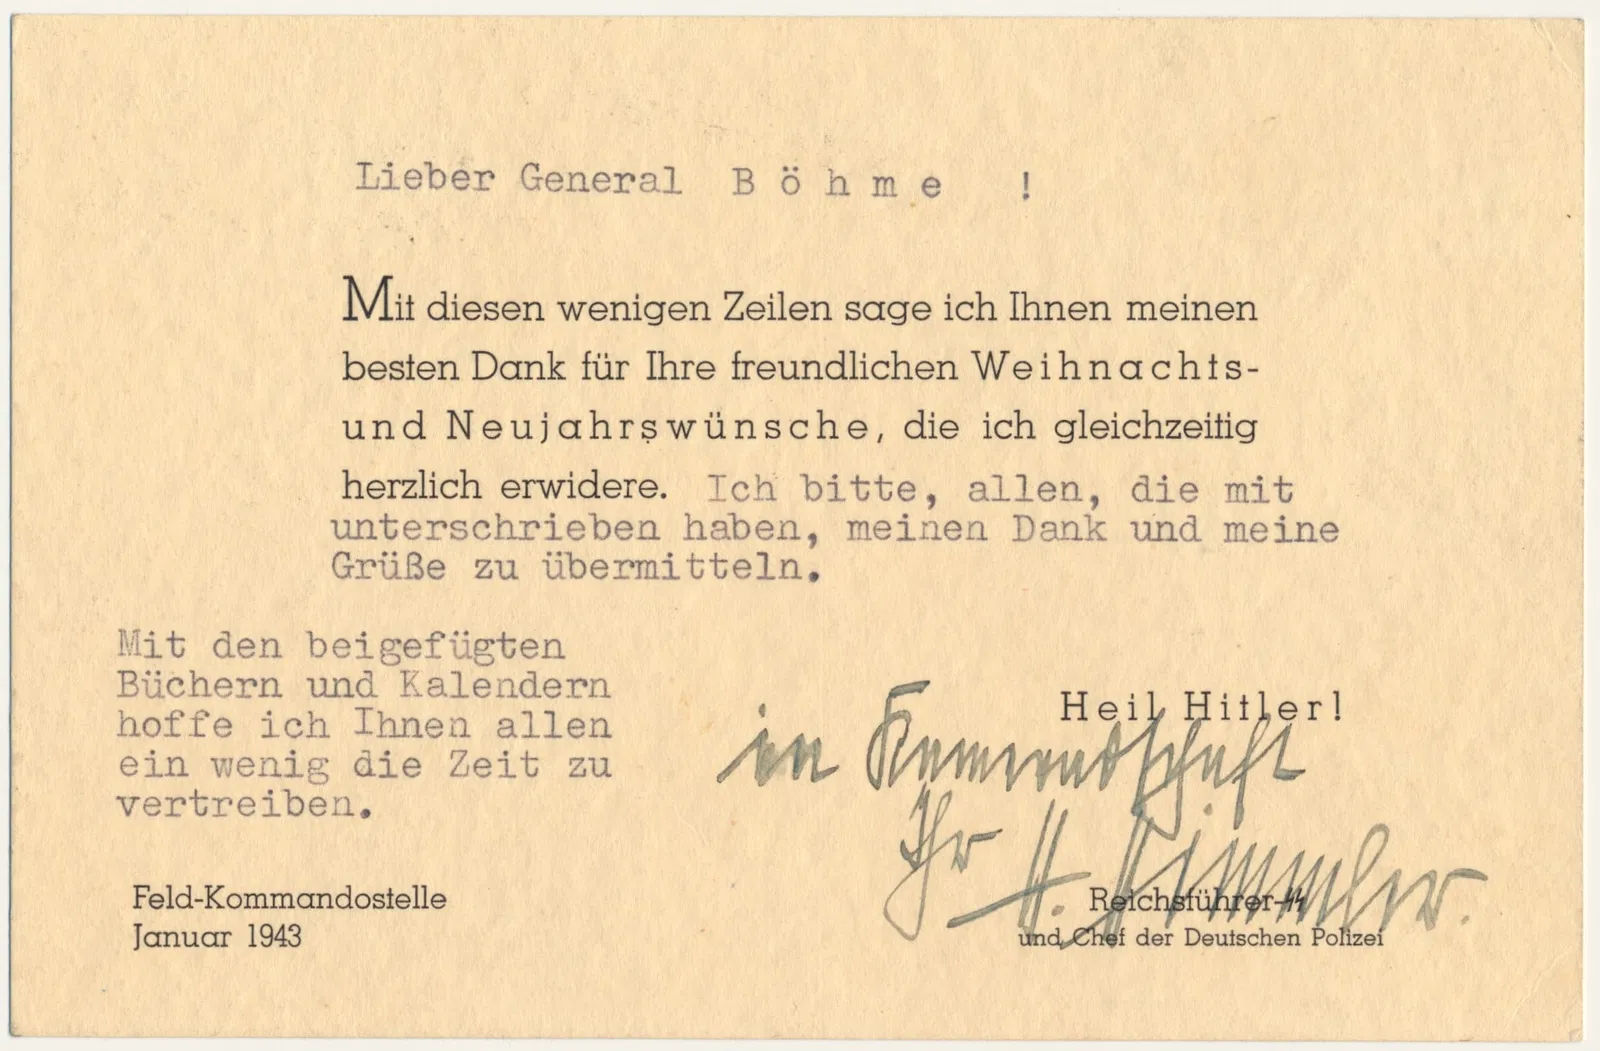 Lieber General Böhme !
Mit diesen wenigen Zeilen sage ich Ihnen meinen
besten Dank für Ihre freundlichen Weihnachts-
und Neujahrswünsche, die ich gleichzeitig
herzlich erwidere. Ich bitte, allen, die mit
unterschrieben haben, meinen Dank und meine
Grüße zu übermitteln.
Mit den beigefügten
Büchern und Kalendern
hoffe ich Ihnen allen
ein wenig die Zeit zu
vertreiben.
Heil Hitler!
in Kameradschaft
Ihr H. Himmler.
Reichsführer-SS
und Chef der Deutschen Polizei
Feld-Kommandostelle
Januar 1943